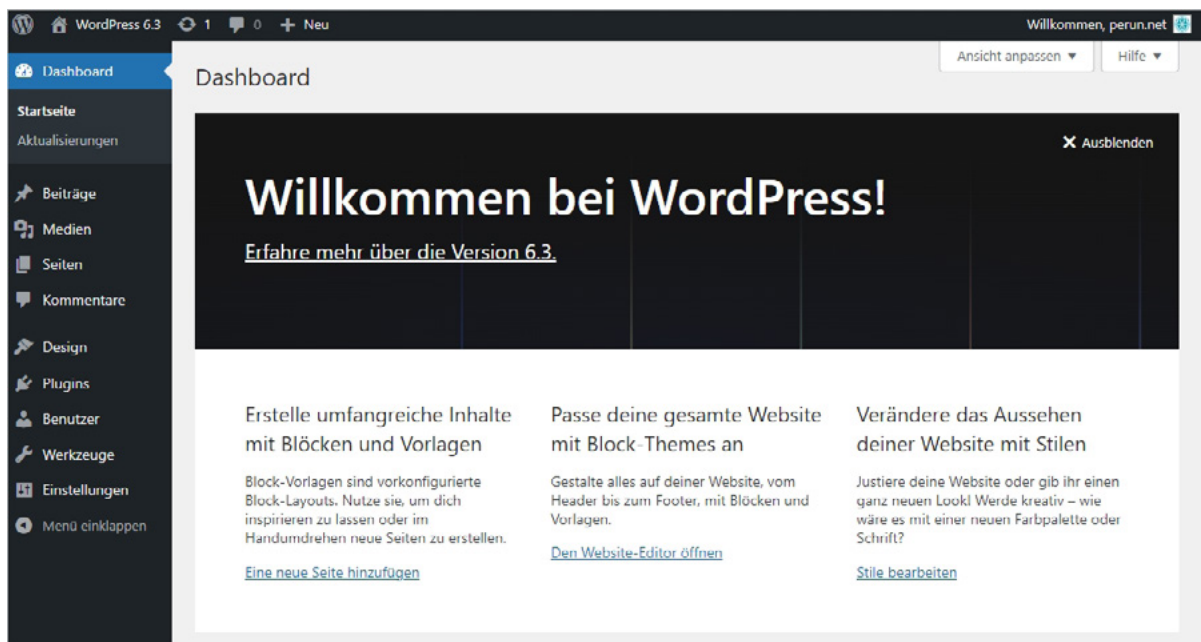 WordPress 6.3 1 0 + Neu Willkommen, perun.net
Dashboard
Startseite
Aktualisierungen
Beiträge
Medien
Seiten
Kommentare
Design
Plugins
Benutzer
Werkzeuge
Einstellungen
Menü einklappen
Ansicht anpassen Hilfe
Dashboard
Ausblenden
Willkommen bei WordPress!
Erfahre mehr über die Version 6.3.
Erstelle umfangreiche Inhalte
mit Blöcken und Vorlagen
Block-Vorlagen sind vorkonfigurierte
Block-Layouts. Nutze sie, um dich
inspirieren zu lassen oder im
Handumdrehen neue Seiten zu erstellen.
Eine neue Seite hinzufügen
Passe deine gesamte Website
mit Block-Themes an
Gestalte alles auf deiner Website, vom
Header bis zum Footer, mit Blöcken und
Vorlagen.
Den Website-Editor öffnen
Verändere das Aussehen
deiner Website mit Stilen
Justiere deine Website oder gib ihr einen
ganz neuen Look! Werde kreativ – wie
wäre es mit einer neuen Farbpalette oder
Schrift?
Stile bearbeiten